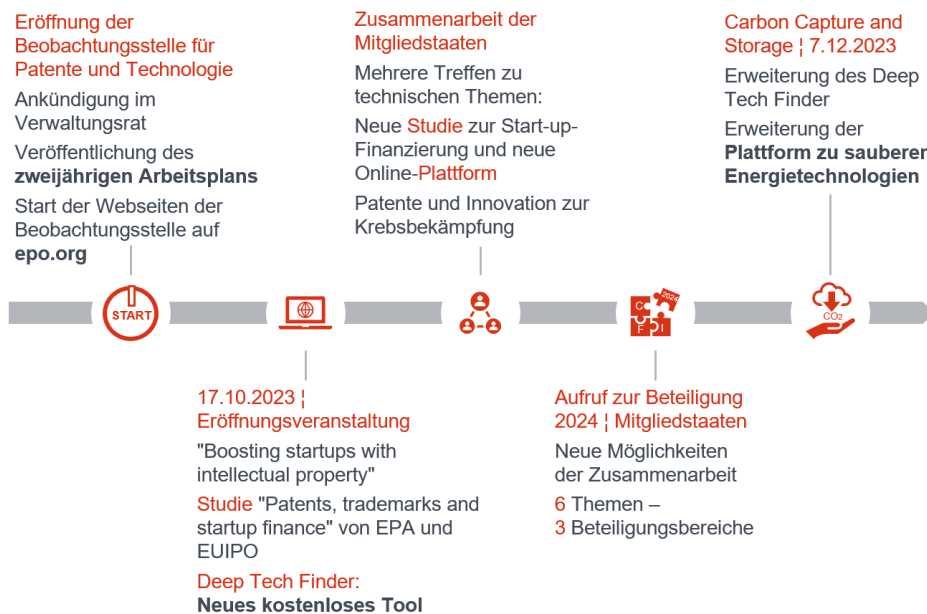 Eröffnung der
Beobachtungsstelle für
Patente und Technologie
Ankündigung im
Verwaltungsrat
Veröffentlichung des
zweijährigen Arbeitsplans
Start der Webseiten der
Beobachtungsstelle auf
epo.org
Zusammenarbeit der
Mitgliedstaaten
Mehrere Treffen zu
technischen Themen:
Neue Studie zur Start-up-
Finanzierung und neue
Online-Plattform
Patente und Innovation zur
Krebsbekämpfung
Carbon Capture and
Storage ¦ 7.12.2023
Erweiterung des Deep
Tech Finder
Erweiterung der
Plattform zu sauberen
Energietechnologien
START
2024
C
F
I
CO2
17.10.2023 ¦
Eröffnungsveranstaltung
"Boosting startups with
intellectual property"
Studie "Patents, trademarks and
startup finance" von EPA und
EUIPO
Deep Tech Finder:
Neues kostenloses Tool
Aufruf zur Beteiligung
2024 ¦ Mitgliedstaaten
Neue Möglichkeiten
der Zusammenarbeit
6 Themen –
3 Beteiligungsbereiche